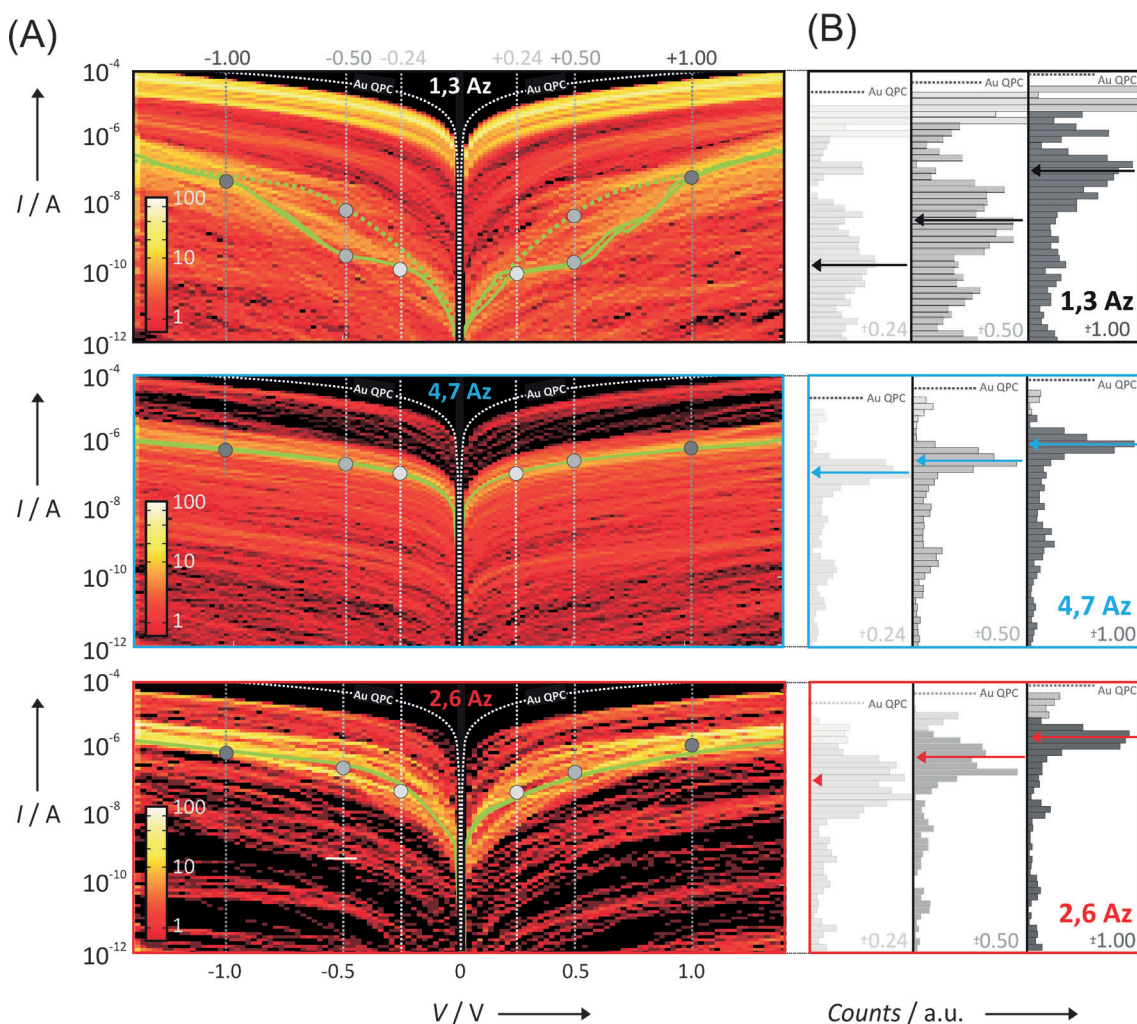 (A)
(B)
-1.00 -0.50 -0.24 +0.24 +0.50 +1.00
10⁻⁴
10⁻⁶
10⁻⁸
10⁻¹⁰
10⁻¹²
I / A
Au QPC 1,3 Az Au QPC
100
10
1
Au QPC Au QPC Au QPC
±0.24 ±0.50 ±1.00
1,3 Az
10⁻⁴
10⁻⁶
10⁻⁸
10⁻¹⁰
10⁻¹²
I / A
Au QPC 4,7 Az Au QPC
100
10
1
Au QPC Au QPC Au QPC
4,7 Az
±0.24 ±0.50 ±1.00
10⁻⁴
10⁻⁶
10⁻⁸
10⁻¹⁰
10⁻¹²
I / A
Au QPC 2,6 Az Au QPC
100
10
1
Au QPC Au QPC Au QPC
2,6 Az
±0.24 ±0.50 ±1.00
-1.0 -0.5 0 0.5 1.0
V / V
Counts / a.u.